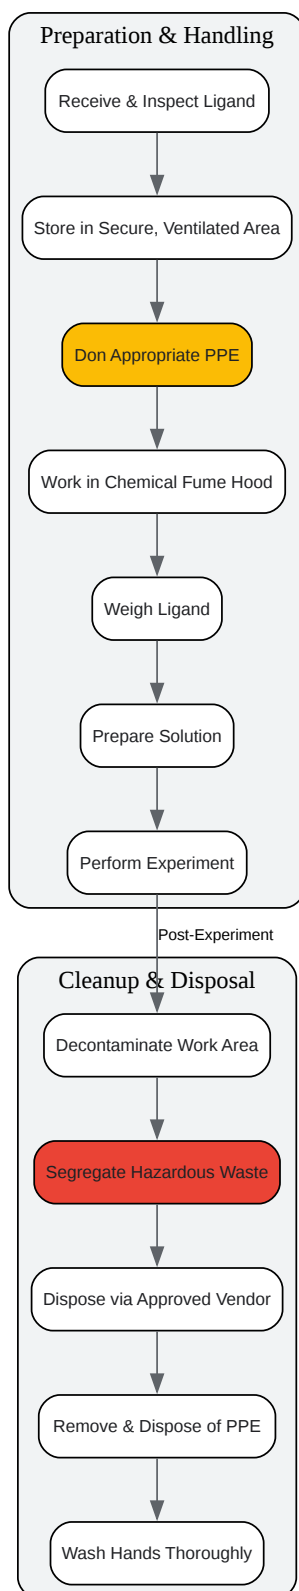 Preparation & Handling
Receive & Inspect Ligand
Store in Secure, Ventilated Area
Don Appropriate PPE
Work in Chemical Fume Hood
Weigh Ligand
Prepare Solution
Perform Experiment
Post-Experiment
Cleanup & Disposal
Decontaminate Work Area
Segregate Hazardous Waste
Dispose via Approved Vendor
Remove & Dispose of PPE
Wash Hands Thoroughly